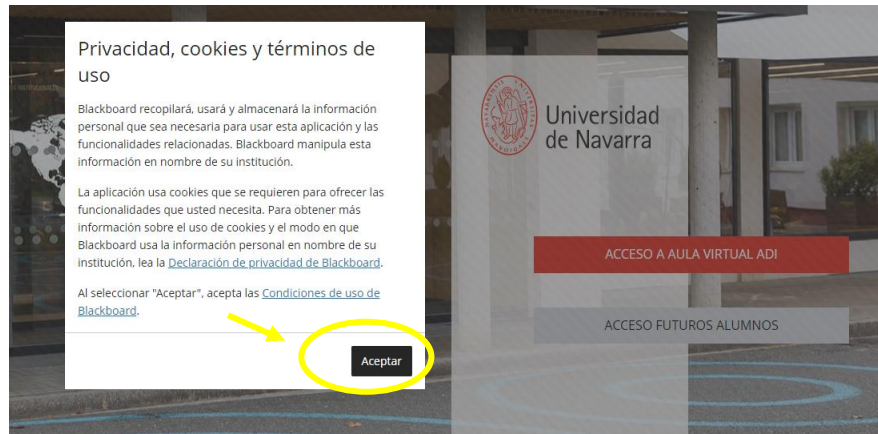 Privacidad, cookies y términos de
uso
Blackboard recopilará, usará y almacenará la información
personal que sea necesaria para usar esta aplicación y las
funcionalidades relacionadas. Blackboard manipula esta
información en nombre de su institución.
La aplicación usa cookies que se requieren para ofrecer las
funcionalidades que usted necesita. Para obtener más
información sobre el uso de cookies y el modo en que
Blackboard usa la información personal en nombre de su
institución, lea la Declaración de privacidad de Blackboard.
Al seleccionar "Aceptar", acepta las Condiciones de uso de
Blackboard.
Aceptar
Universidad
de Navarra
ACCESO A AULA VIRTUAL ADI
ACCESO FUTUROS ALUMNOS